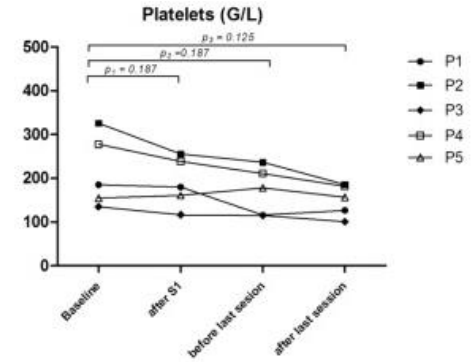 Platelets (G/L)
p₃ = 0.125
p₂ =0.187
p₁ = 0.187
500
400
300
200
100
0
Baseline
after S1
before last sesion
after last session
P1
P2
P3
P4
P5